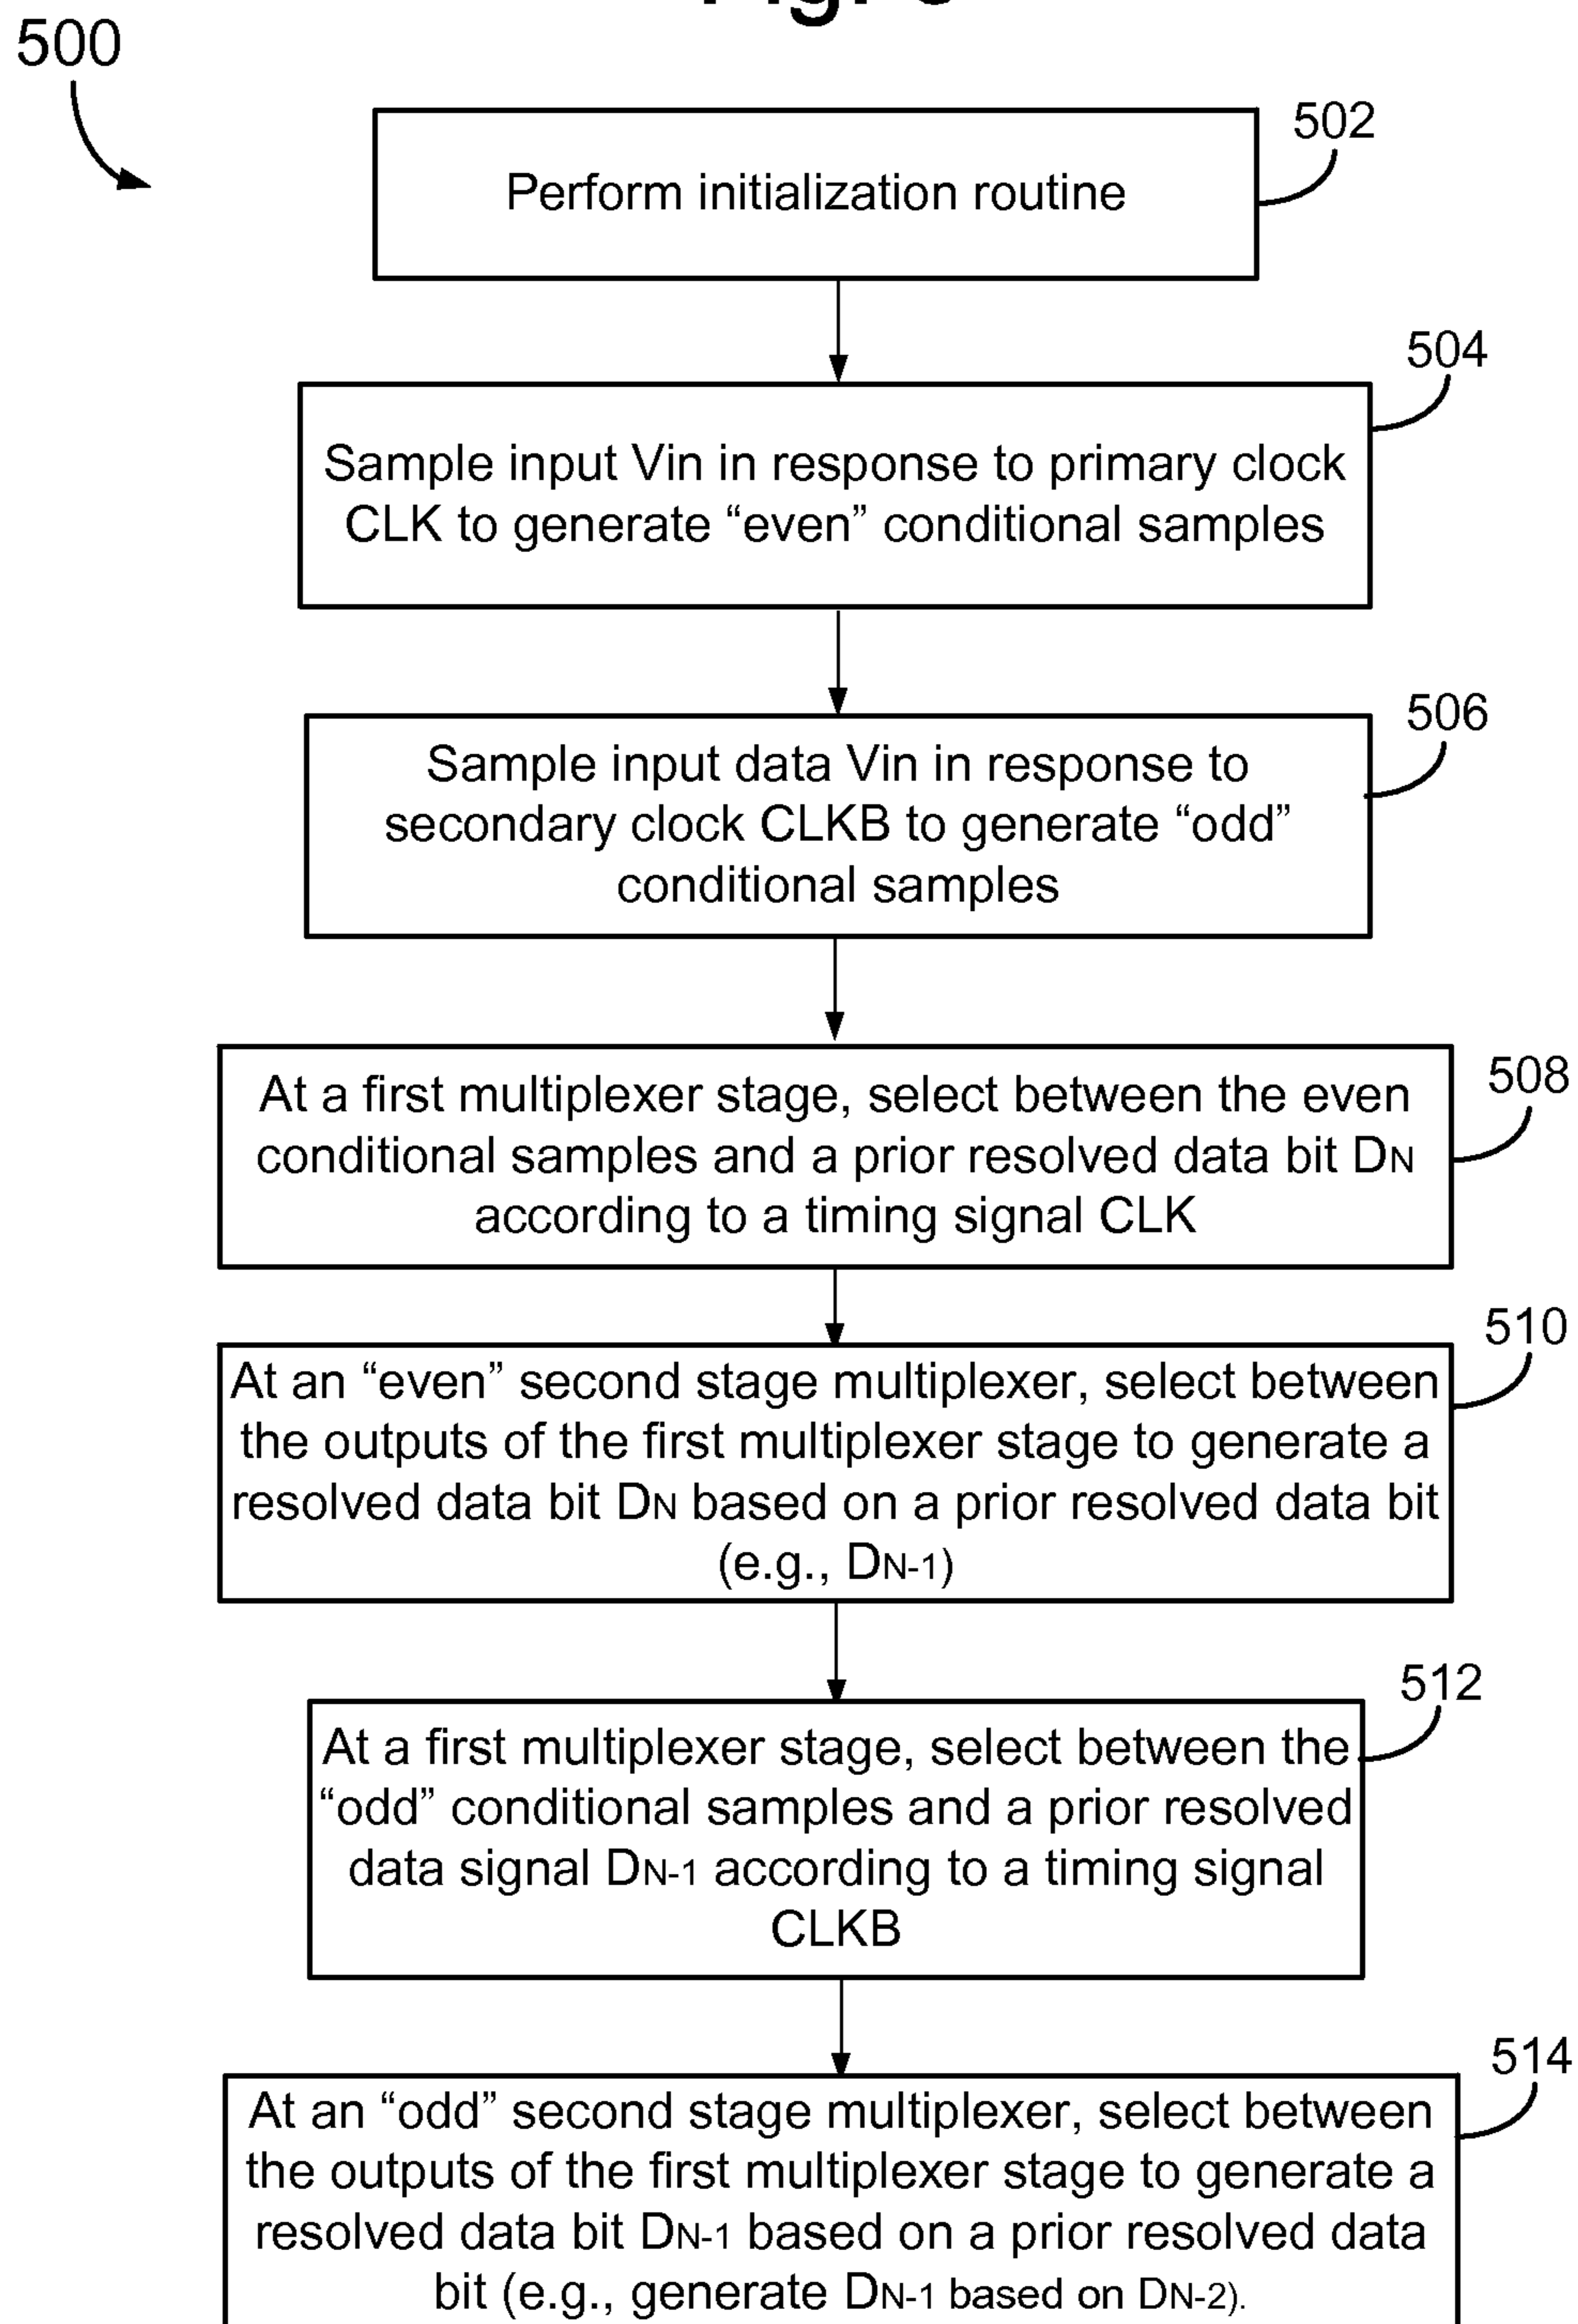 500
502
Perform initialization routine
504
Sample input Vin in response to primary clock
CLK to generate “even” conditional samples
506
Sample input data Vin in response to
secondary clock CLKB to generate “odd”
conditional samples
508
At a first multiplexer stage, select between the even
conditional samples and a prior resolved data bit DN
according to a timing signal CLK
510
At an “even” second stage multiplexer, select between
the outputs of the first multiplexer stage to generate a
resolved data bit DN based on a prior resolved data bit
(e.g., DN-1)
512
At a first multiplexer stage, select between the
“odd” conditional samples and a prior resolved
data signal DN-1 according to a timing signal
CLKB
514
At an “odd” second stage multiplexer, select between
the outputs of the first multiplexer stage to generate a
resolved data bit DN-1 based on a prior resolved data
bit (e.g., generate DN-1 based on DN-2).